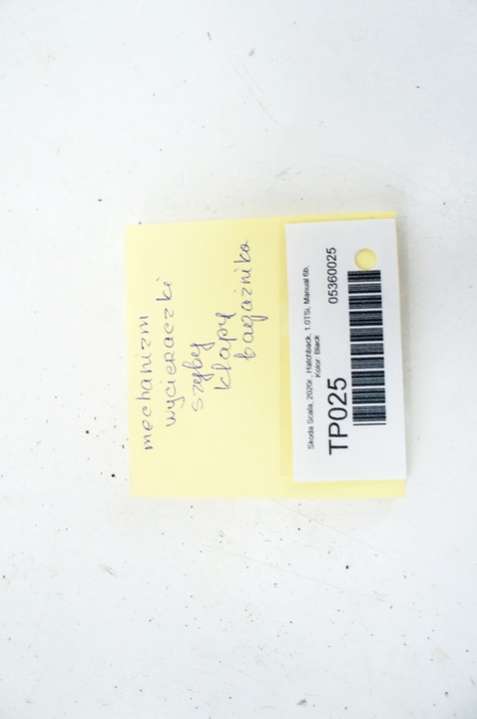 mechanizm
wycieraczki
szyby
klapy
bagażnika
Skoda Scala, 2020r., Hatchback, 1.0TSi, Manual 6b.
Kolor: Black
TP025
05360025